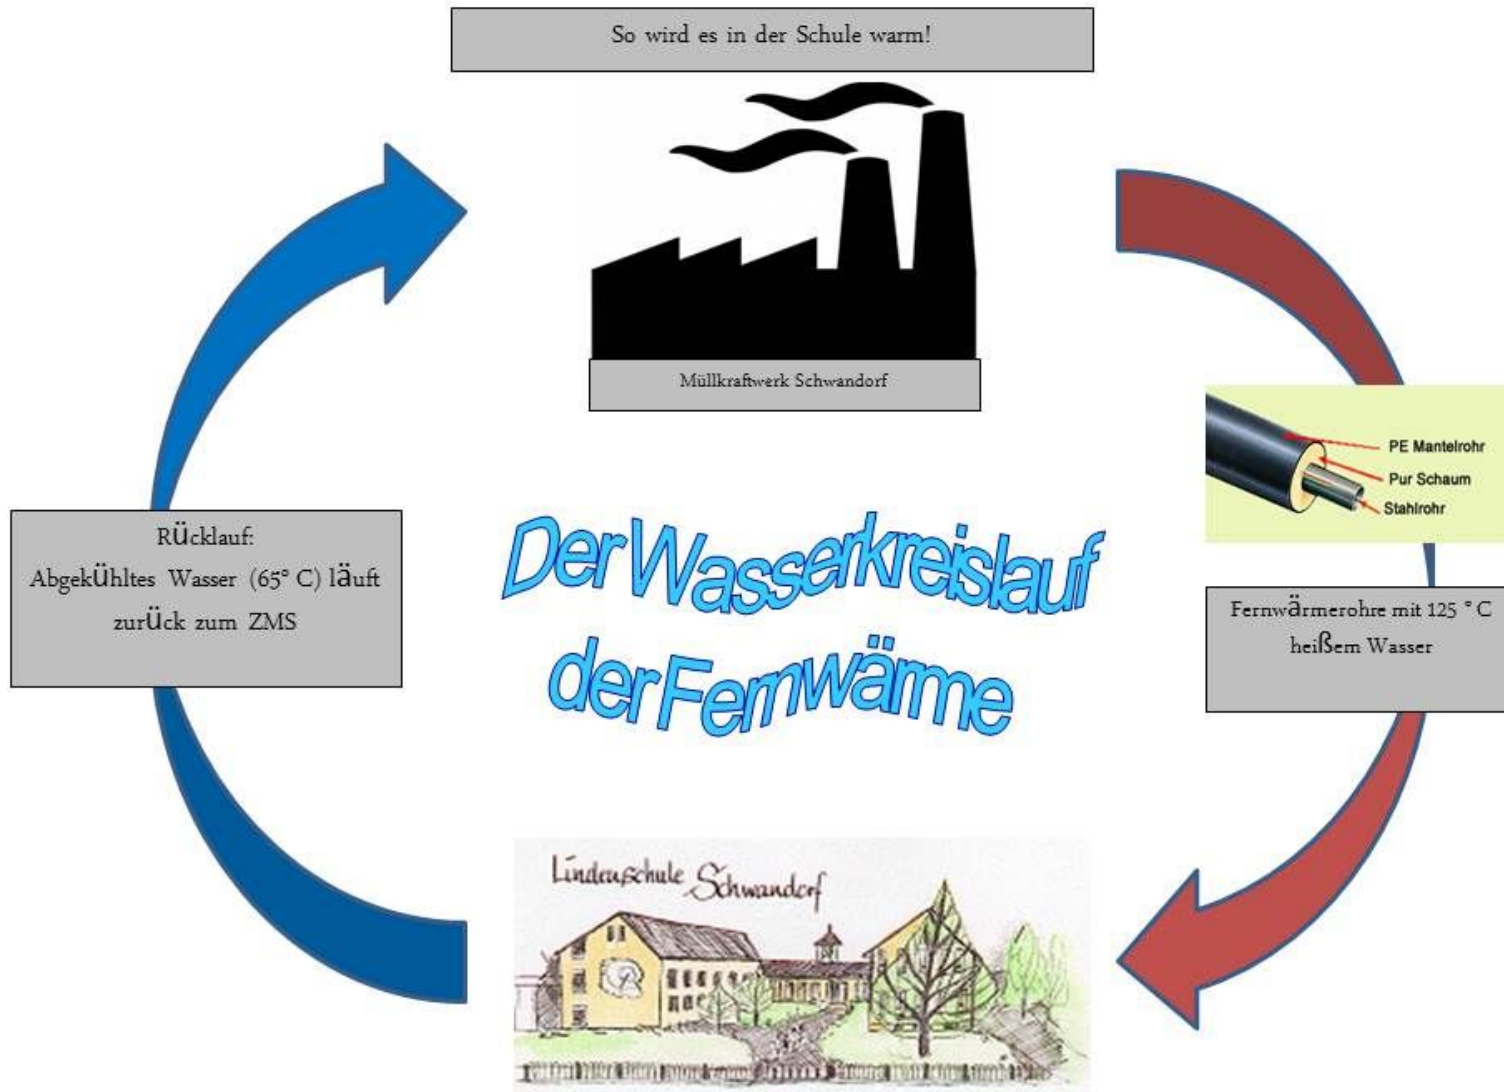 So wird es in der Schule warm!
Müllkraftwerk Schwandorf
PE Mantelrohr
Pur Schaum
Stahlrohr
Fernwärmerohre mit 125 °C
heißem Wasser
Rücklauf:
Abgekühltes Wasser (65° C) läuft
zurück zum ZMS
Der Wasserkreislauf
der Fernwärme
Lindenschule Schwandorf